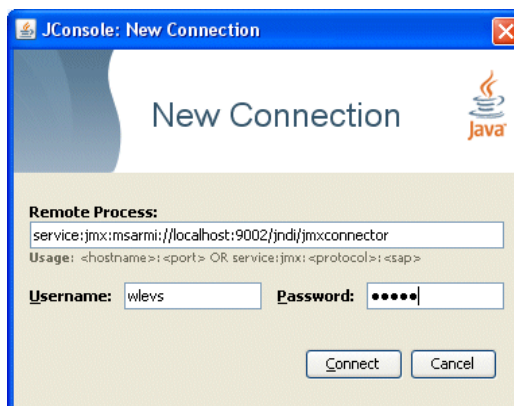 JConsole: New Connection
New Connection
Java
Remote Process:
service:jmx:msarmi://localhost:9002/jndi/jmxconnector
Usage: <hostname>:<port> OR service:jmx:<protocol>:<sap>
Username: wlevs Password: •••••
Connect Cancel